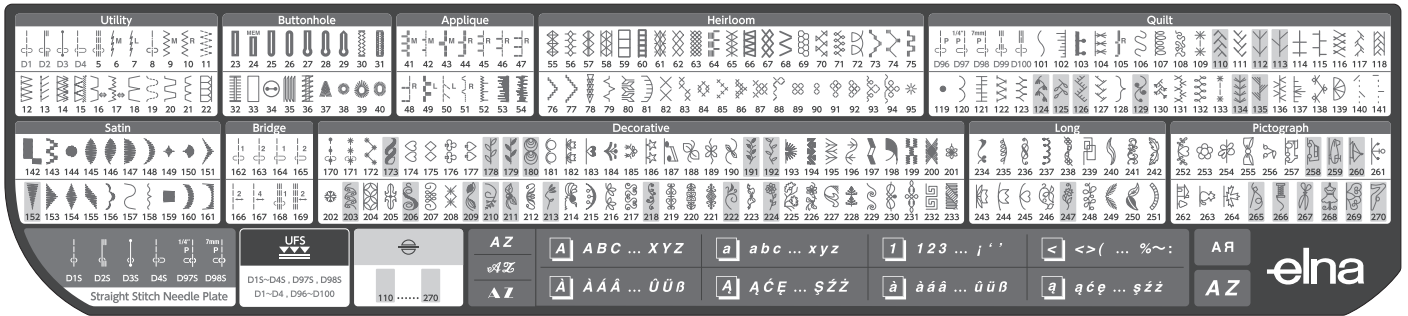 Utility Buttonhole Applique Heirloom Quilt
MEM 1/4" 7mm
M L M R M M R R M R P P P P R
D1 D2 D3 D4 5 6 7 8 9 10 11 23 24 25 26 27 28 29 30 31 41 42 43 44 45 46 47 55 56 57 58 59 60 61 62 63 64 65 66 67 68 69 70 71 72 73 74 75 D96 D97 D98 D99 D100 101 102 103 104 105 106 107 108 109 110 111 112 113 114 115 116 117 118
12 13 14 15 16 17 18 19 20 21 22 32 33 34 35 36 37 38 39 40 48 49 50 51 52 53 54 76 77 78 79 80 81 82 83 84 85 86 87 88 89 90 91 92 93 94 95 119 120 121 122 123 124 125 126 127 128 129 130 131 132 133 134 135 136 137 138 139 140 141
Satin Bridge Decorative Long Pictograph
1 2 1 2
142 143 144 145 146 147 148 149 150 151 162 163 164 165 170 171 172 173 174 175 176 177 178 179 180 181 182 183 184 185 186 187 188 189 190 191 192 193 194 195 196 197 198 199 200 201 234 235 236 237 238 239 240 241 242 252 253 254 255 256 257 258 259 260 261
2 4 1 2
152 153 154 155 156 157 158 159 160 161 166 167 168 169 202 203 204 205 206 207 208 209 210 211 212 213 214 215 216 217 218 219 220 221 222 223 224 225 226 227 228 229 230 231 232 233 243 244 245 246 247 248 249 250 251 262 263 264 265 266 267 268 269 270
1/4" 7mm
P P
D1S D2S D3S D4S D97S D98S
Straight Stitch Needle Plate
UFS
D1S~D4S , D97S , D98S
D1~D4 , D96~D100
110 ...... 270
AZ
AZ
AZ
A ABC ... XYZ a abc ... xyz 1 123 ... ¡ ‘ ’ < <>( ... %~:
À ÀÁÂ ... ÛÜß Ą ĄĆĘ ... ŞŹŻ à àáâ ... ûüß ą ąćę ... şźż
АЯ
AZ
elna